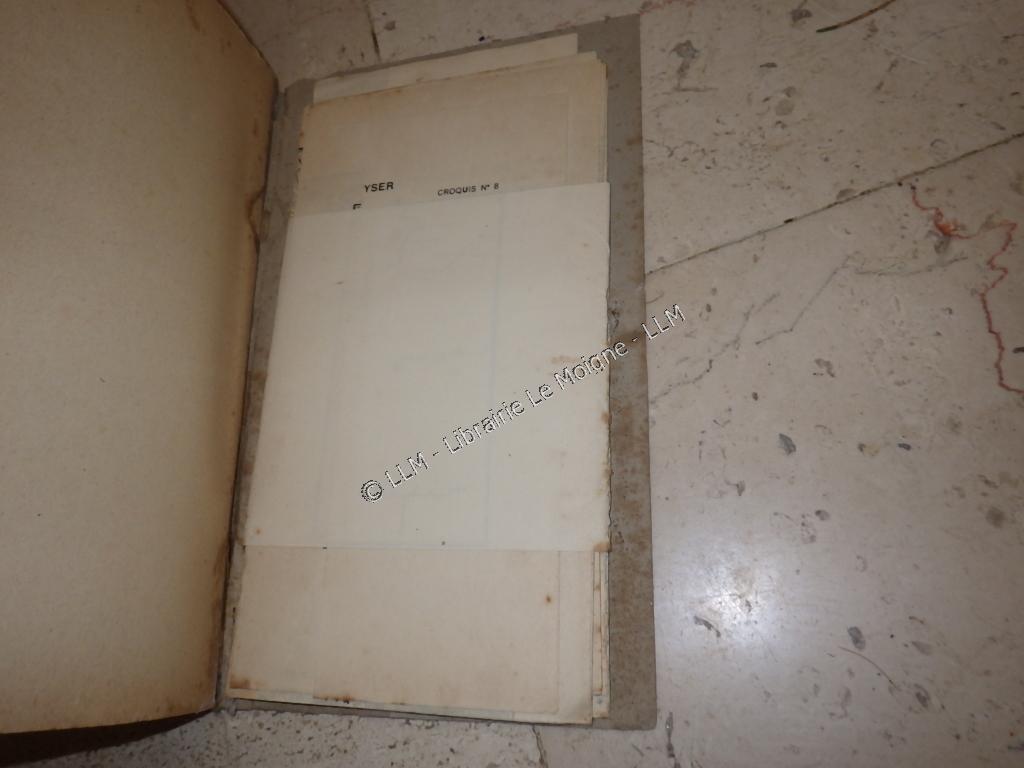 YSER CROQUIS N° 8
© LLM - Librairie Le Moigne - LLM